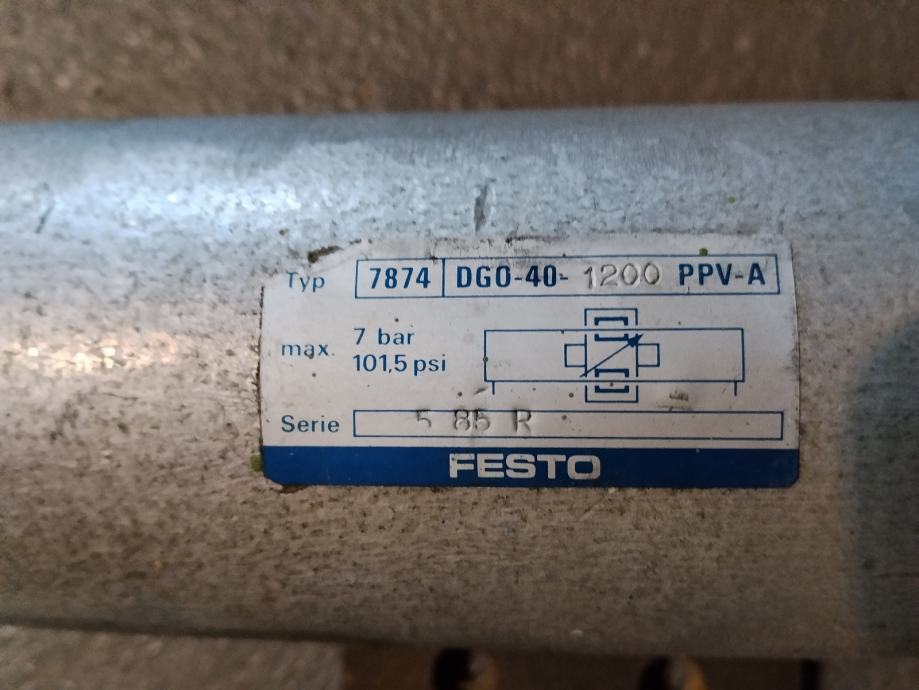 Typ 7874 DGO-40- 1200 PPV-A
max. 7 bar
101,5 psi
Serie 5 85 R
FESTO